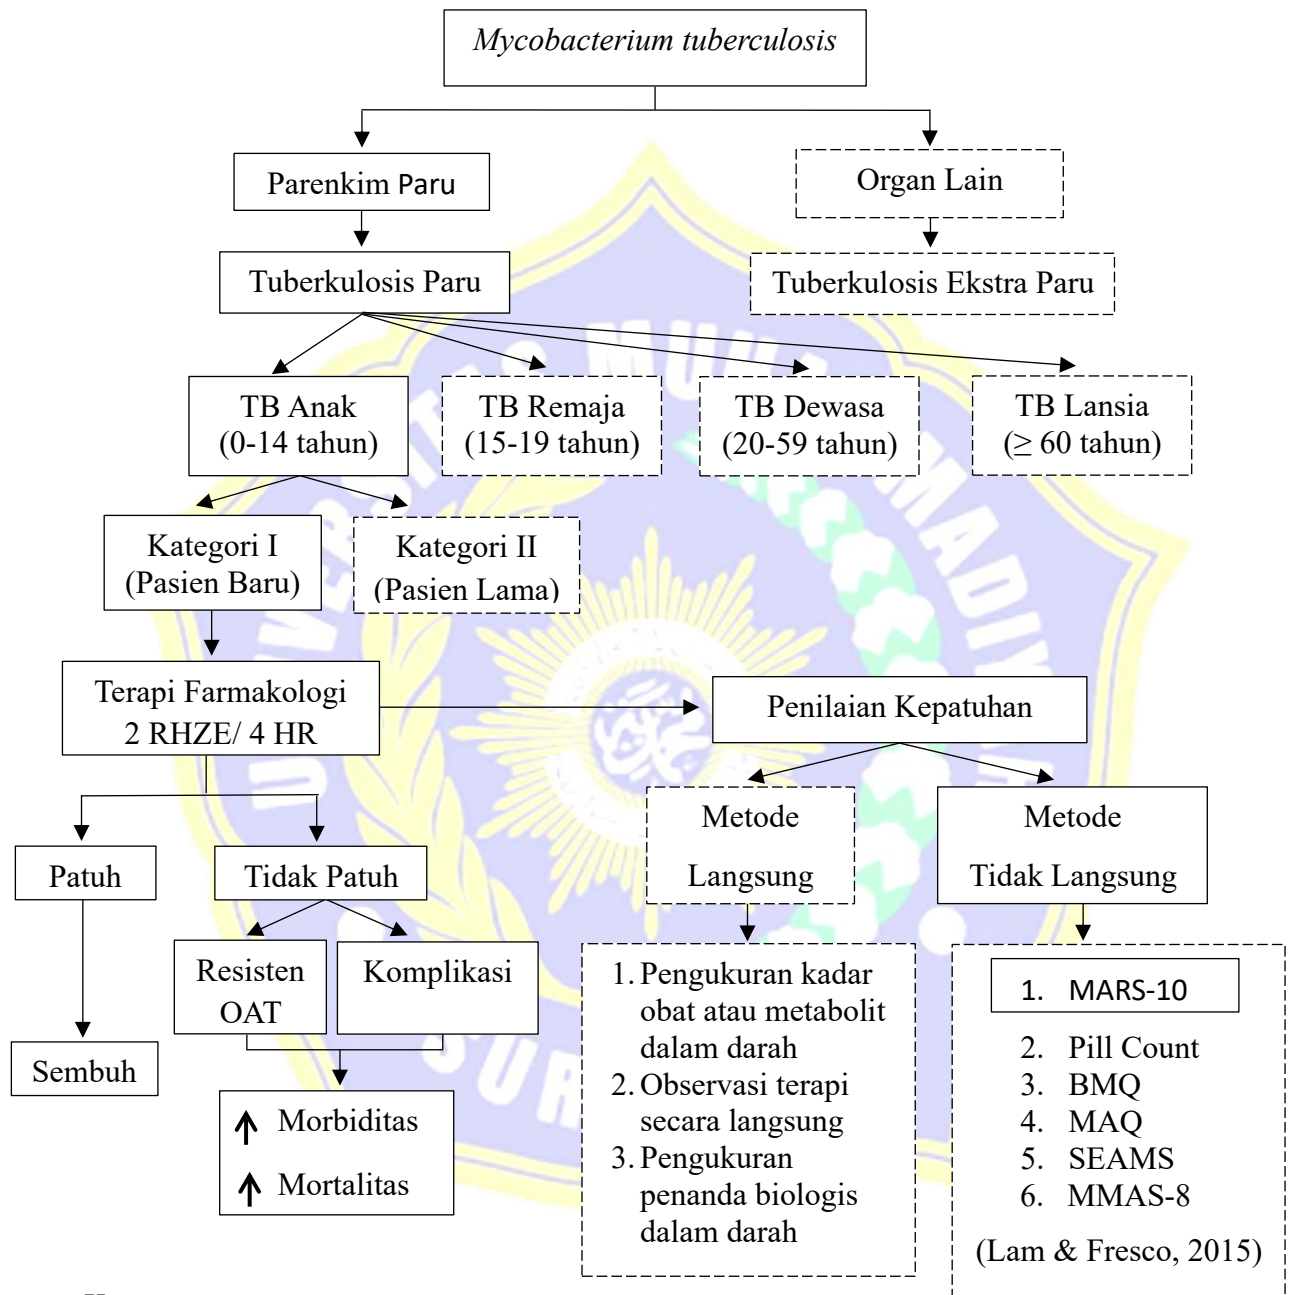 Mycobacterium tuberculosis
Parenkim Paru
Organ Lain
Tuberkulosis Paru
Tuberkulosis Ekstra Paru
TB Anak
(0-14 tahun)
TB Remaja
(15-19 tahun)
TB Dewasa
(20-59 tahun)
TB Lansia
(≥ 60 tahun)
Kategori I
(Pasien Baru)
Kategori II
(Pasien Lama)
Terapi Farmakologi
2 RHZE/ 4 HR
Penilaian Kepatuhan
Metode
Langsung
Metode
Tidak Langsung
Patuh
Tidak Patuh
Resisten
OAT
Komplikasi
Sembuh
↑ Morbiditas
↑ Mortalitas
1. Pengukuran kadar
obat atau metabolit
dalam darah
2. Observasi terapi
secara langsung
3. Pengukuran
penanda biologis
dalam darah
1. MARS-10
2. Pill Count
3. BMQ
4. MAQ
5. SEAMS
6. MMAS-8
(Lam & Fresco, 2015)